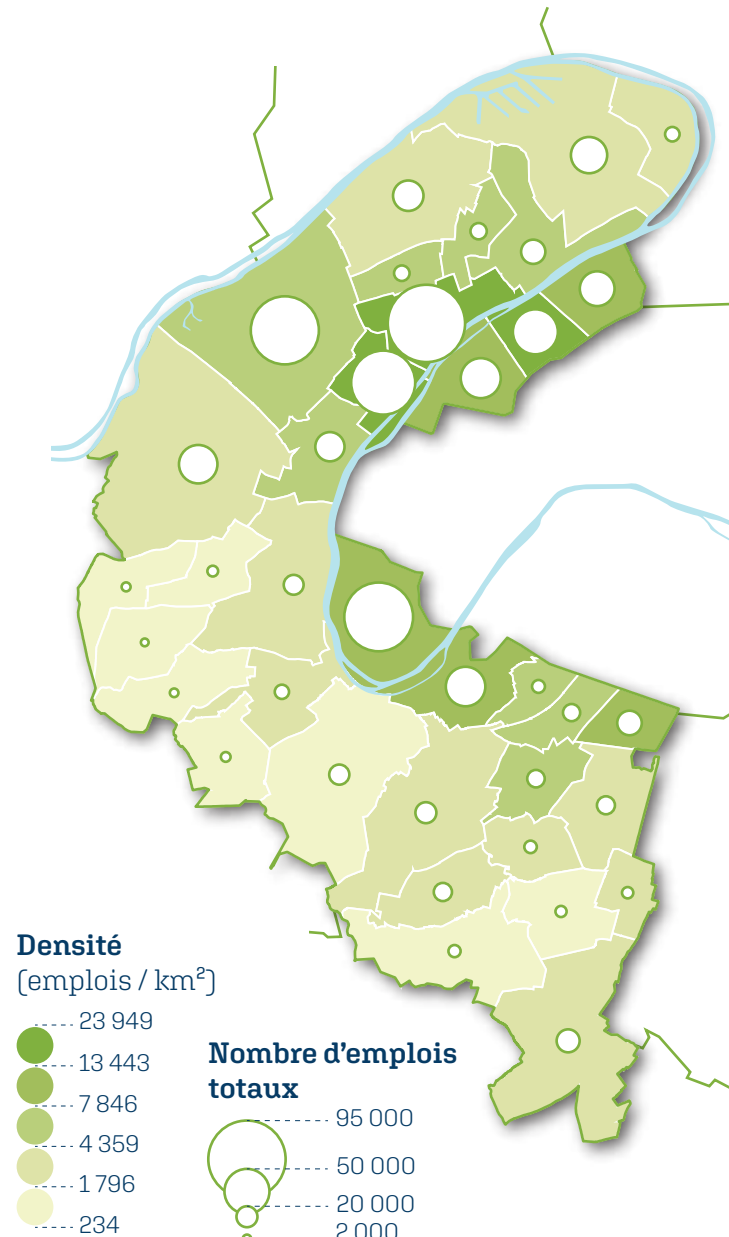 Densité
(emplois / km²)
23 949
13 443
7 846
4 359
1 796
234
Nombre d'emplois
totaux
95 000
50 000
20 000
2 000